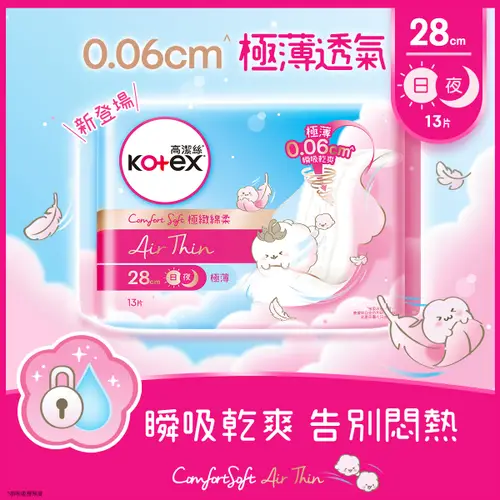 0.06cm^ 極薄透氣
28cm
日 夜
13片
新登場
高潔絲
Kotex
極薄
0.06cm^
瞬吸乾爽
Comfort Soft 極緻綿柔
Air Thin
28cm 日 夜 極薄
13片
瞬吸乾爽 告別悶熱
ComfortSoft Air Thin